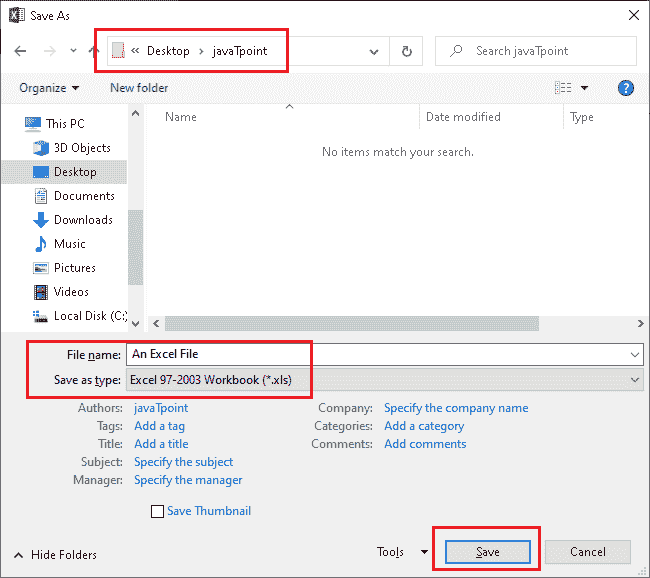 Save As
« Desktop > javaTpoint
Search javaTpoint
Organize
New folder
Name
Date modified
Type
This PC
3D Objects
Desktop
Documents
Downloads
Music
Pictures
Videos
Local Disk (C:)
No items match your search.
File name: An Excel File
Save as type: Excel 97-2003 Workbook (*.xls)
Authors: javaTpoint
Tags: Add a tag
Title: Add a title
Subject: Specify the subject
Manager: Specify the manager
Company: Specify the company name
Categories: Add a category
Comments: Add comments
Save Thumbnail
Hide Folders
Tools
Save
Cancel